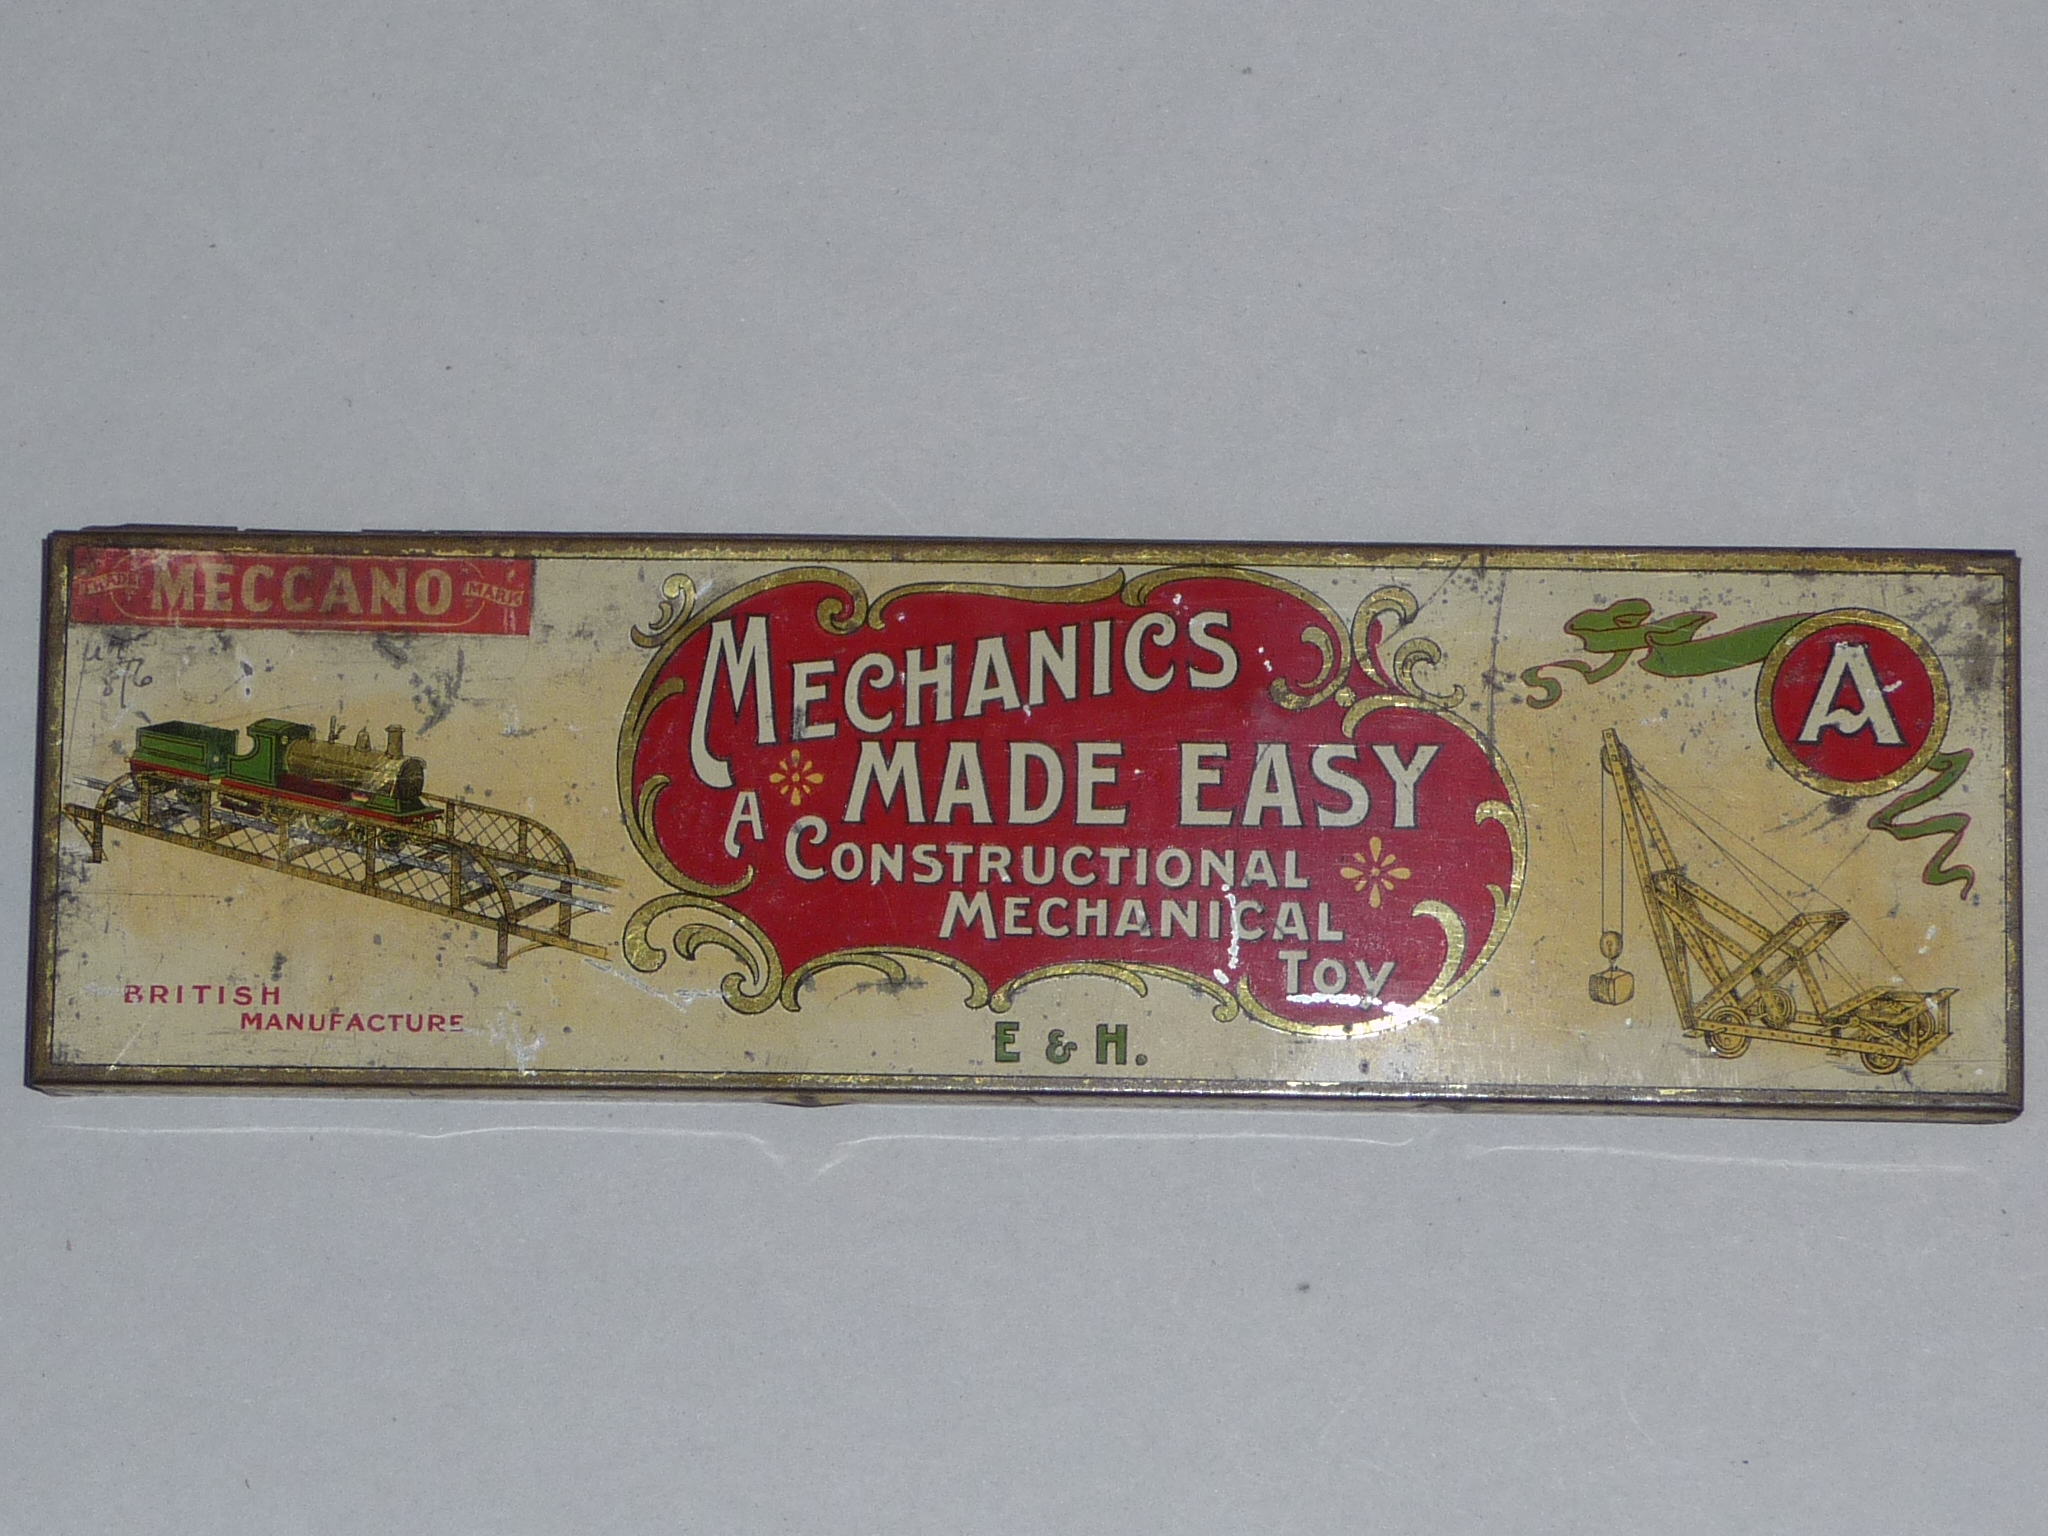 TRADE MECCANO MARK
MECHANICS
MADE EASY
A CONSTRUCTIONAL
MECHANICAL
TOY
A
BRITISH
MANUFACTURE
E & H.